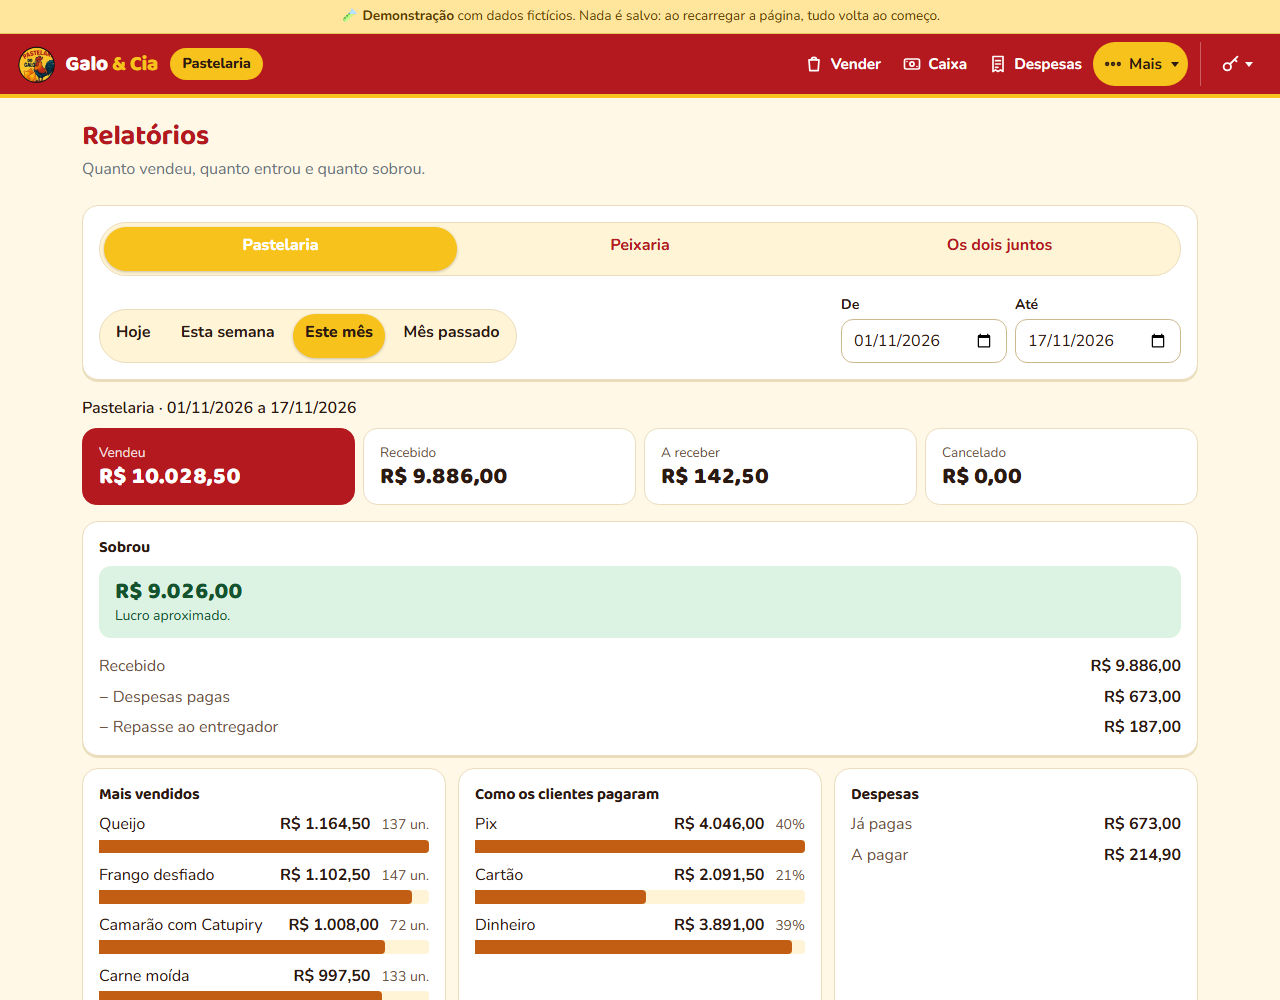 Demonstração com dados fictícios. Nada é salvo: ao recarregar a página, tudo volta ao começo.
Galo & Cia Pastelaria Vender Caixa Despesas Mais
Relatórios
Quanto vendeu, quanto entrou e quanto sobrou.
Pastelaria Peixaria Os dois juntos
De Até
Hoje Esta semana Este mês Mês passado 01/11/2026 17/11/2026
Pastelaria · 01/11/2026 a 17/11/2026
Vendeu Recebido A receber Cancelado
R$ 10.028,50 R$ 9.886,00 R$ 142,50 R$ 0,00
Sobrou
R$ 9.026,00
Lucro aproximado.
Recebido R$ 9.886,00
− Despesas pagas R$ 673,00
− Repasse ao entregador R$ 187,00
Mais vendidos
Queijo R$ 1.164,50 137 un.
Frango desfiado R$ 1.102,50 147 un.
Camarão com Catupiry R$ 1.008,00 72 un.
Carne moída R$ 997,50 133 un.
Como os clientes pagaram
Pix R$ 4.046,00 40%
Cartão R$ 2.091,50 21%
Dinheiro R$ 3.891,00 39%
Despesas
Já pagas R$ 673,00
A pagar R$ 214,90